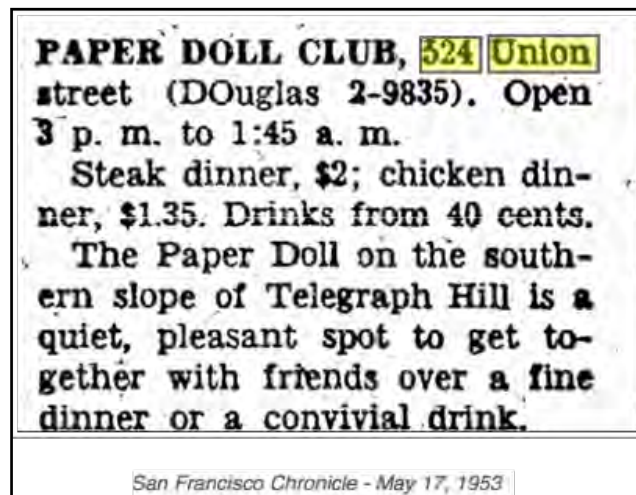 PAPER DOLL CLUB, 524 Union
street (DOuglas 2-9835). Open
3 p. m. to 1:45 a. m.
Steak dinner, $2; chicken din-
ner, $1.35. Drinks from 40 cents.
The Paper Doll on the south-
ern slope of Telegraph Hill is a
quiet, pleasant spot to get to-
gether with friends over a fine
dinner or a convivial drink.
San Francisco Chronicle - May 17, 1953